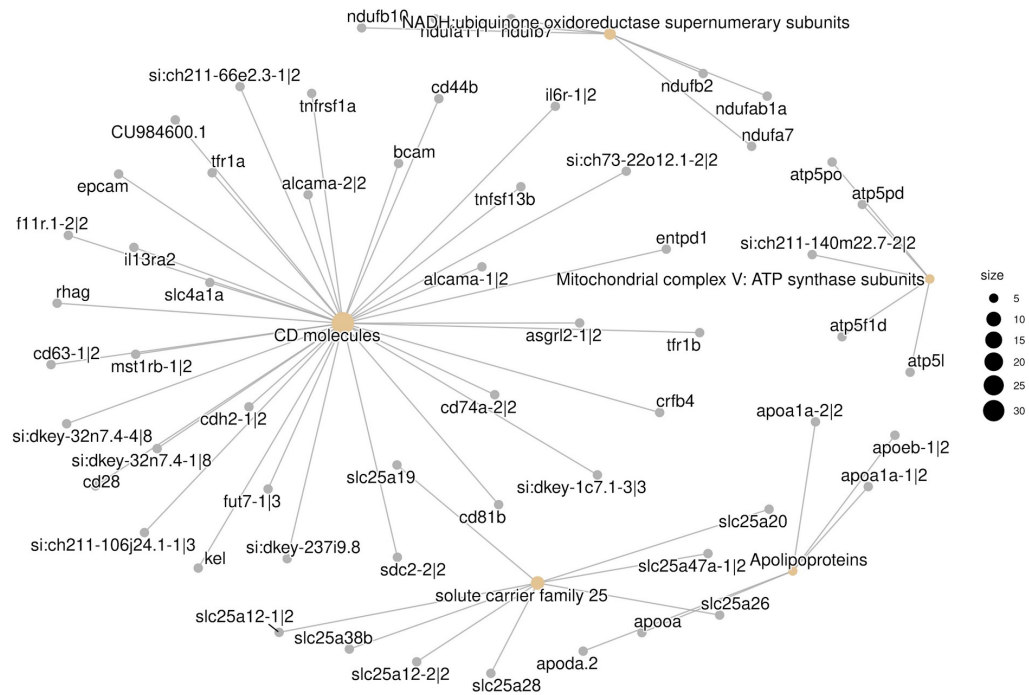 ndufb10
NADH:ubiquinone oxidoreductase supernumerary subunits
ndufa11
ndufb7
si:ch211-66e2.3-1|2
tnfrsf1a
cd44b
il6r-1|2
ndufb2
ndufab1a
CU984600.1
ndufa7
tfr1a
bcam
si:ch73-22o12.1-2|2
epcam
alcama-2|2
tnfsf13b
atp5po
atp5pd
f11r.1-2|2
il13ra2
entpd1
si:ch211-140m22.7-2|2
slc4a1a
alcama-1|2
Mitochondrial complex V: ATP synthase subunits
size
rhag
5
10
CD molecules
asgrl2-1|2
tfr1b
atp5f1d
15
cd63-1|2
mst1rb-1|2
atp5l
20
25
cdh2-1|2
cd74a-2|2
crfb4
apoa1a-2|2
30
si:dkey-32n7.4-4|8
apoeb-1|2
si:dkey-32n7.4-1|8
cd28
slc25a19
si:dkey-1c7.1-3|3
apoa1a-1|2
fut7-1|3
cd81b
slc25a20
si:ch211-106j24.1-1|3
kel
si:dkey-237i9.8
sdc2-2|2
slc25a47a-1|2
Apolipoproteins
solute carrier family 25
slc25a26
slc25a12-1|2
apooa
slc25a38b
slc25a12-2|2
apoda.2
slc25a28